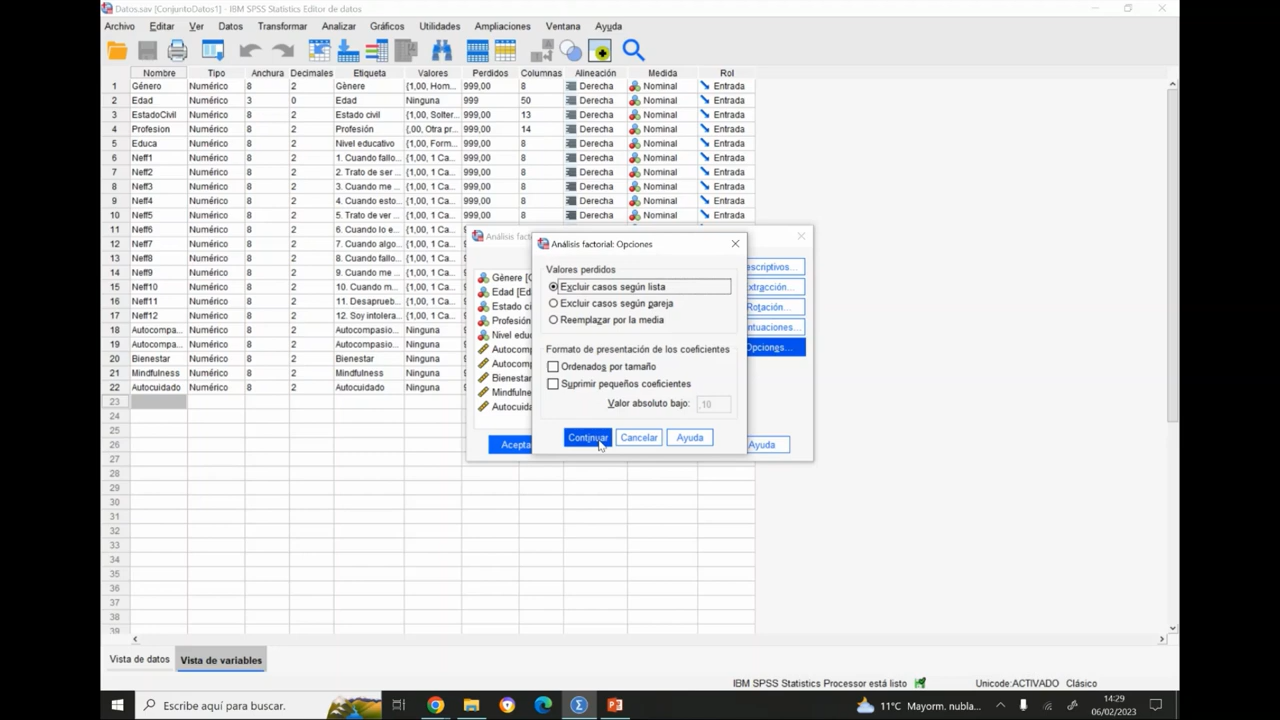 Datos.sav [ConjuntoDatos1] - IBM SPSS Statistics Editor de datos
Archivo Editar Ver Datos Transformar Analizar Gráficos Utilidades Ampliaciones Ventana Ayuda
Nombre Tipo Anchura Decimales Etiqueta Valores Perdidos Columnas Alineación Medida Rol
1 Género Numérico 8 2 Gènere {1,00, Hom... 999,00 8 Derecha Nominal Entrada
2 Edad Numérico 3 0 Edad Ninguna 999 50 Derecha Nominal Entrada
3 EstadoCivil Numérico 8 2 Estado civil {1,00, Solter... 999,00 13 Derecha Nominal Entrada
4 Profesion Numérico 8 2 Profesión {,00, Otra pr... 999,00 14 Derecha Nominal Entrada
5 Educa Numérico 8 2 Nivel educativo {1,00, Form... 999,00 8 Derecha Nominal Entrada
6 Neff1 Numérico 8 2 1. Cuando fallo... {1,00, 1 Ca... 999,00 8 Derecha Nominal Entrada
7 Neff2 Numérico 8 2 2. Trato de ser ... {1,00, 1 Ca... 999,00 8 Derecha Nominal Entrada
8 Neff3 Numérico 8 2 3. Cuando me ... {1,00, 1 Ca... 999,00 8 Derecha Nominal Entrada
9 Neff4 Numérico 8 2 4. Cuando esto... {1,00, 1 Ca... 999,00 8 Derecha Nominal Entrada
10 Neff5 Numérico 8 2 5. Trato de ver ... {1,00, 1 Ca... 999,00 8 Derecha Nominal Entrada
11 Neff6 Numérico 8 2 6. Cuando lo e... {1,00, 1 Ca...
12 Neff7 Numérico 8 2 7. Cuando algo... {1,00, 1 Ca...
13 Neff8 Numérico 8 2 8. Cuando fallo... {1,00, 1 Ca...
14 Neff9 Numérico 8 2 9. Cuando me ... {1,00, 1 Ca...
15 Neff10 Numérico 8 2 10. Cuando m... {1,00, 1 Ca...
16 Neff11 Numérico 8 2 11. Desaprueb... {1,00, 1 Ca...
17 Neff12 Numérico 8 2 12. Soy intolera... {1,00, 1 Ca...
18 Autocompa... Numérico 8 2 Autocompasio... Ninguna
19 Autocompa... Numérico 8 2 Autocompasio... Ninguna
20 Bienestar Numérico 8 2 Bienestar Ninguna
21 Mindfulness Numérico 8 2 Mindfulness Ninguna
22 Autocuidado Numérico 8 2 Autocuidado Ninguna
23
24
25
26
27
28
29
30
31
32
33
34
35
36
37
38
39
Análisis facto
Gènere [G
Edad [Ed
Estado ci
Profesión
Nivel educ
Autocomp
Autocomp
Bienestar
Mindfulne
Autocuida
Acepta
Análisis factorial: Opciones
Valores perdidos
Excluir casos según lista
Excluir casos según pareja
Reemplazar por la media
Formato de presentación de los coeficientes
Ordenados por tamaño
Suprimir pequeños coeficientes
Valor absoluto bajo: ,10
Continuar Cancelar Ayuda
escriptivos...
xtracción...
Rotación...
ntuaciones...
Opciones...
Ayuda
Vista de datos Vista de variables
IBM SPSS Statistics Processor está listo Unicode:ACTIVADO Clásico
Escribe aquí para buscar.
11°C Mayorm. nubla...
14:29
06/02/2023